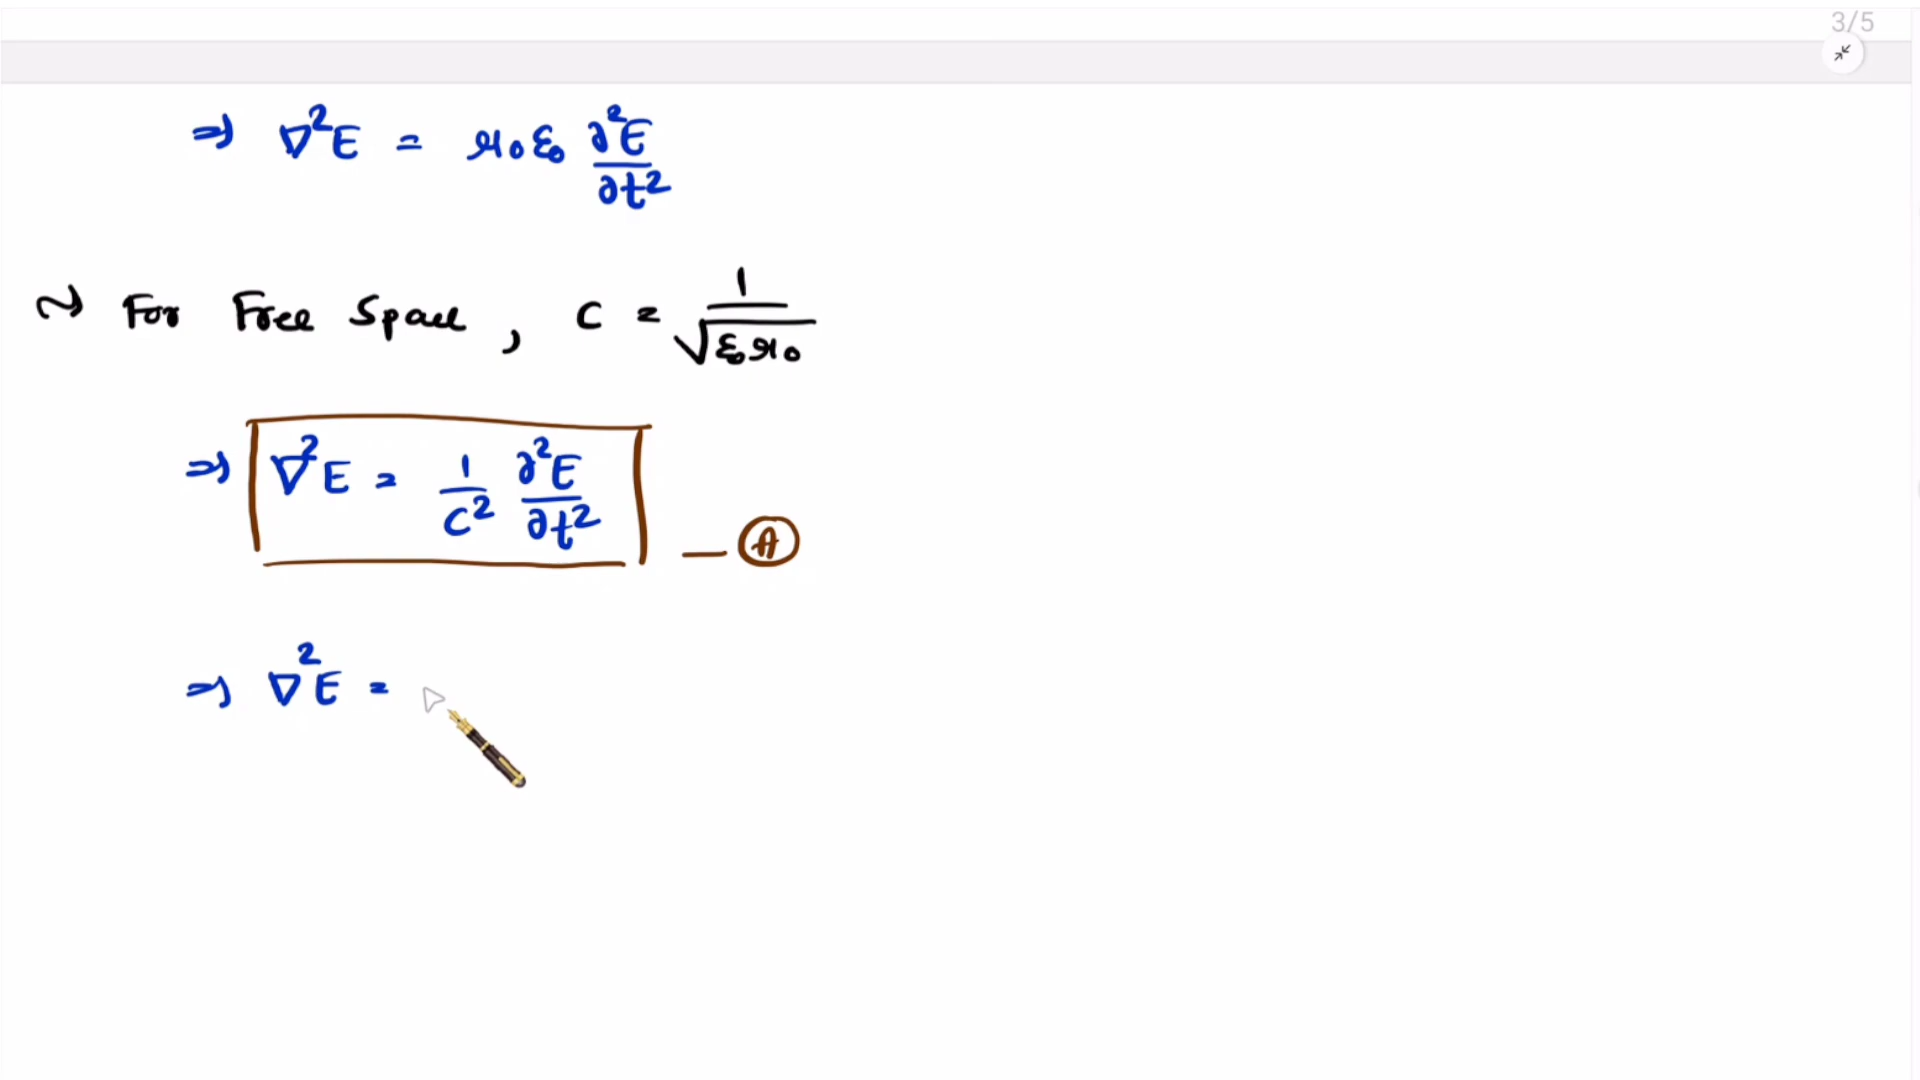 3/5
⇒ ∇²E = μ₀ε₀ ∂²E/∂t²
~) For Free Space, C = 1/√(ε₀μ₀)
⇒ ∇²E = 1/C² ∂²E/∂t² — Ⓐ
⇒ ∇²E =